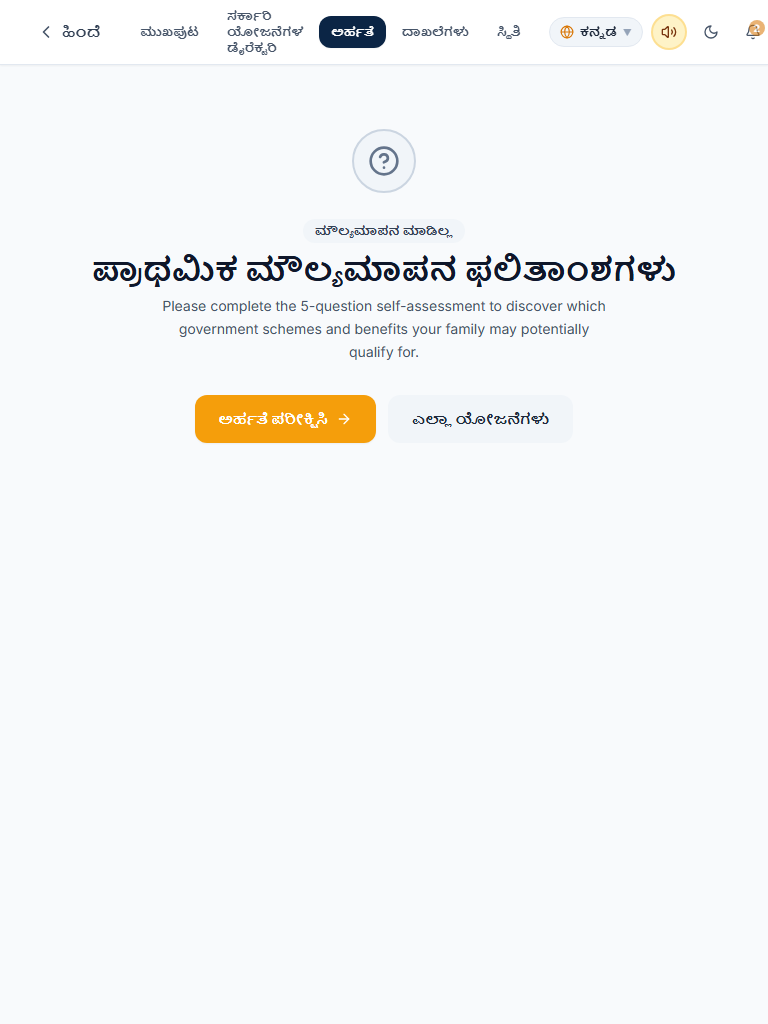 ಹಿಂದೆ
ಮುಖಪುಟ
ಸರ್ಕಾರಿ
ಯೋಜನೆಗಳ
ಡೈರೆಕ್ಟರಿ
ಅರ್ಹತೆ
ದಾಖಲೆಗಳು
ಸ್ಥಿತಿ
ಕನ್ನಡ
ಮೌಲ್ಯಮಾಪನ ಮಾಡಿಲ್ಲ
ಪ್ರಾಥಮಿಕ ಮೌಲ್ಯಮಾಪನ ಫಲಿತಾಂಶಗಳು
Please complete the 5-question self-assessment to discover which
government schemes and benefits your family may potentially
qualify for.
ಅರ್ಹತೆ ಪರೀಕ್ಷಿಸಿ
ಎಲ್ಲಾ ಯೋಜನೆಗಳು